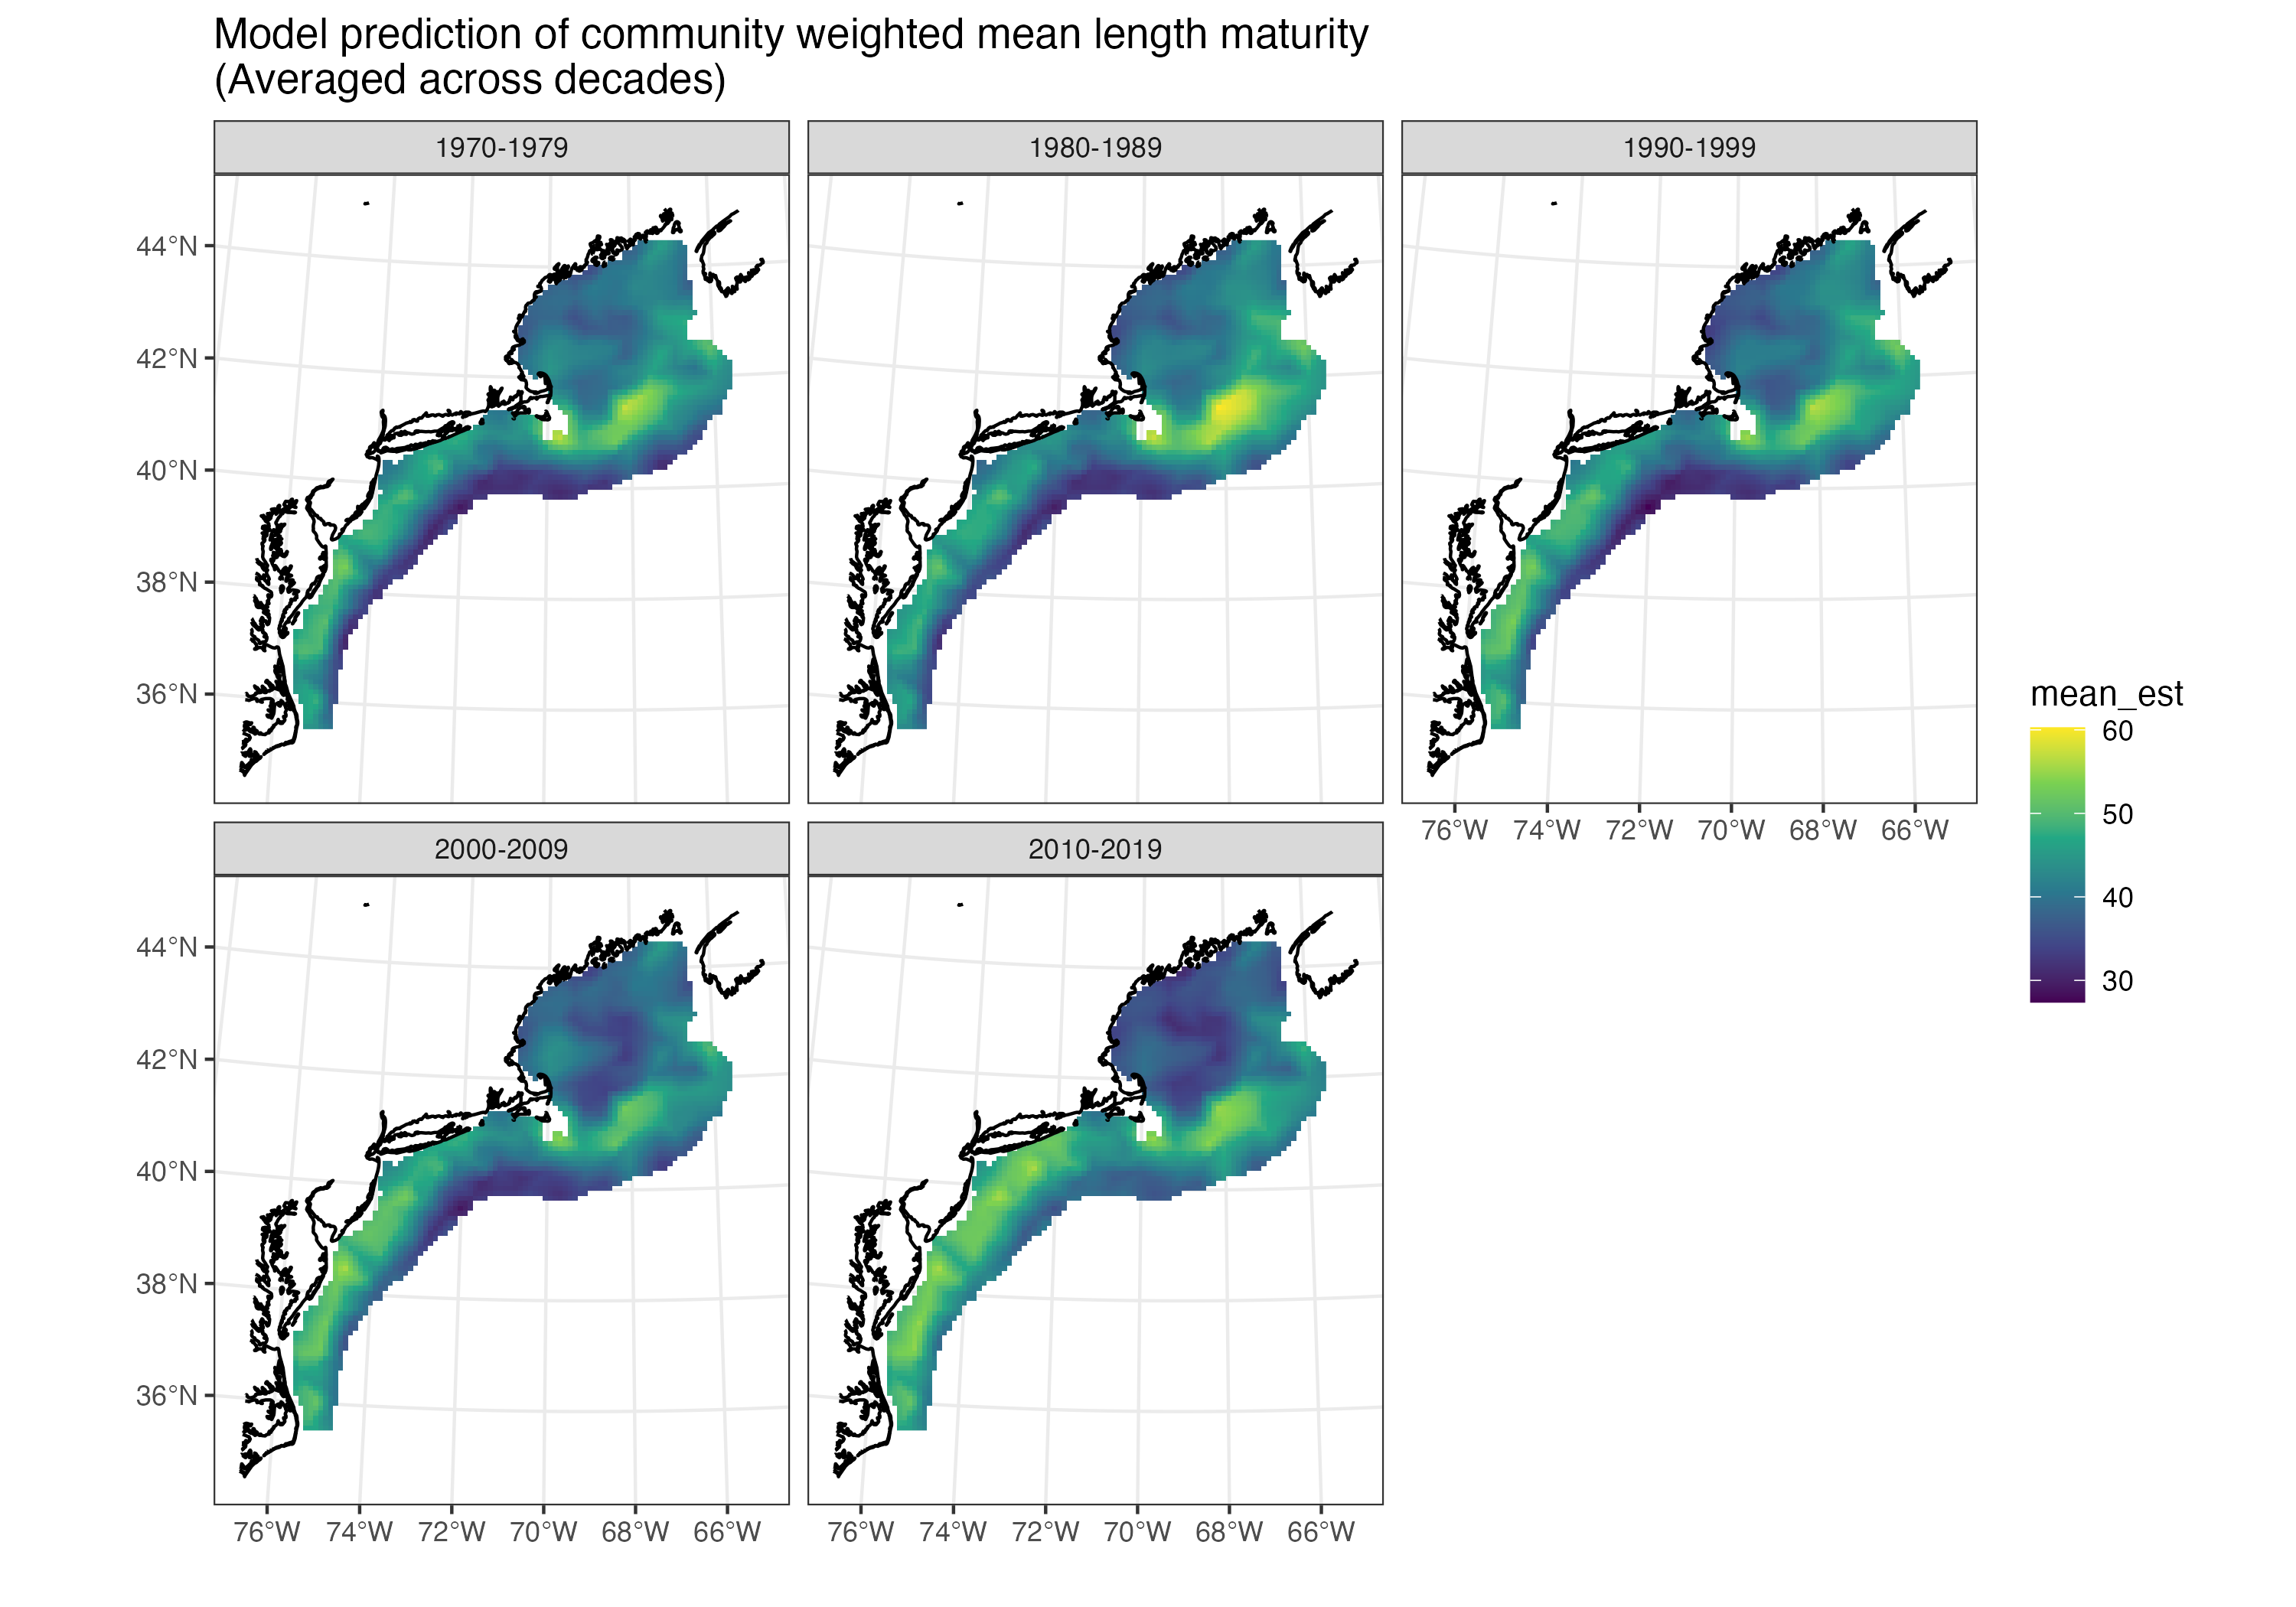 Model prediction of community weighted mean length maturity
(Averaged across decades)
1970-1979
1980-1989
1990-1999
44°N
42°N
40°N
38°N
36°N
76°W 74°W 72°W 70°W 68°W 66°W
2000-2009
2010-2019
44°N
42°N
40°N
38°N
36°N
76°W 74°W 72°W 70°W 68°W 66°W
76°W 74°W 72°W 70°W 68°W 66°W
mean_est
60
50
40
30